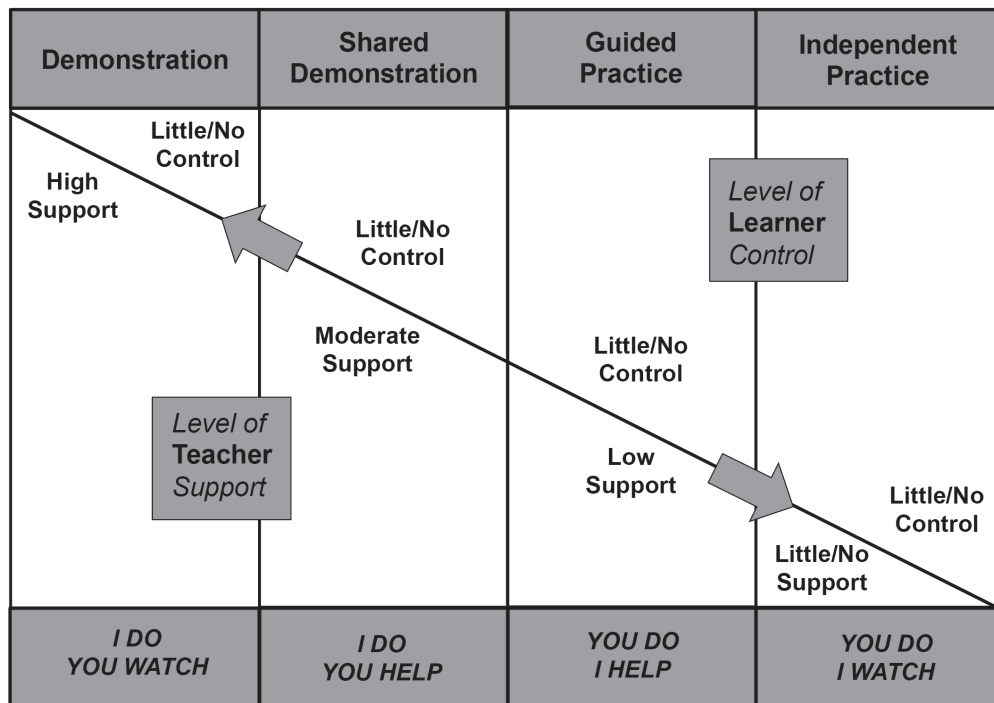 Demonstration
Shared
Demonstration
Guided
Practice
Independent
Practice
Little/No
Control
High
Support
Little/No
Control
Moderate
Support
Level of
Learner
Control
Little/No
Control
Level of
Teacher
Support
Low
Support
Little/No
Control
Little/No
Support
I DO
YOU WATCH
I DO
YOU HELP
YOU DO
I HELP
YOU DO
I WATCH